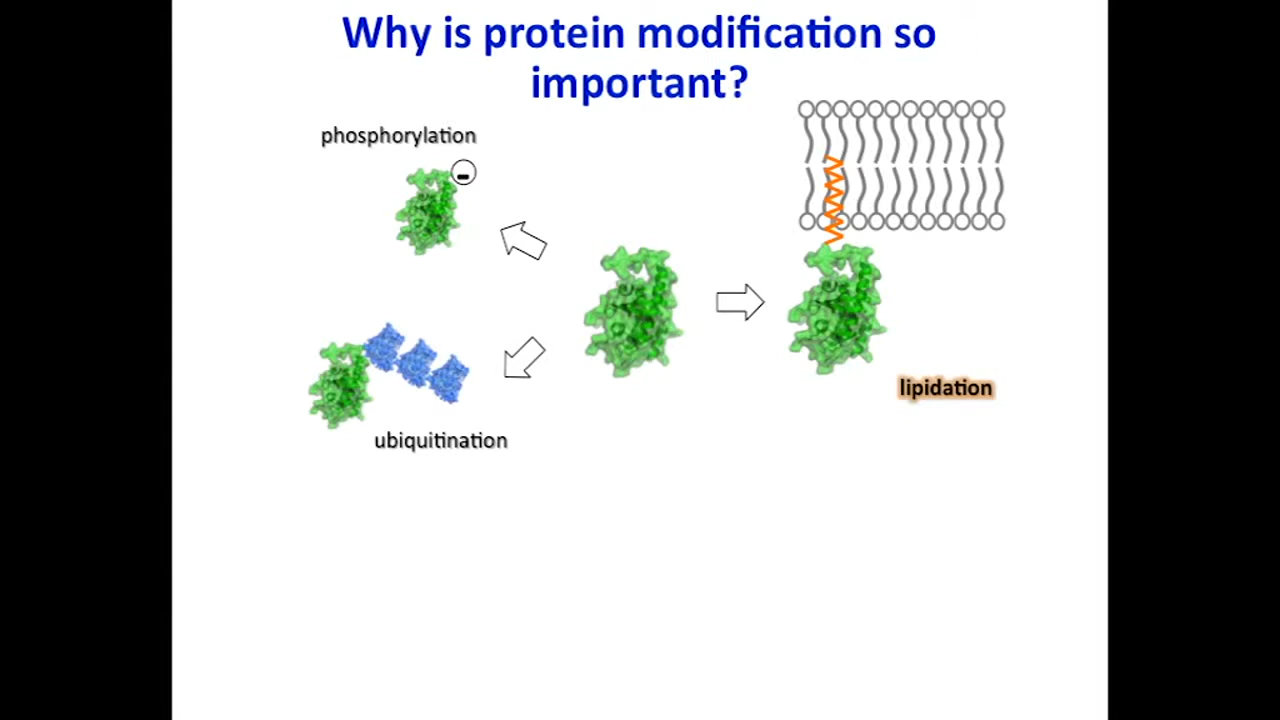 Why is protein modification so
important?
phosphorylation
-
ubiquitination
lipidation